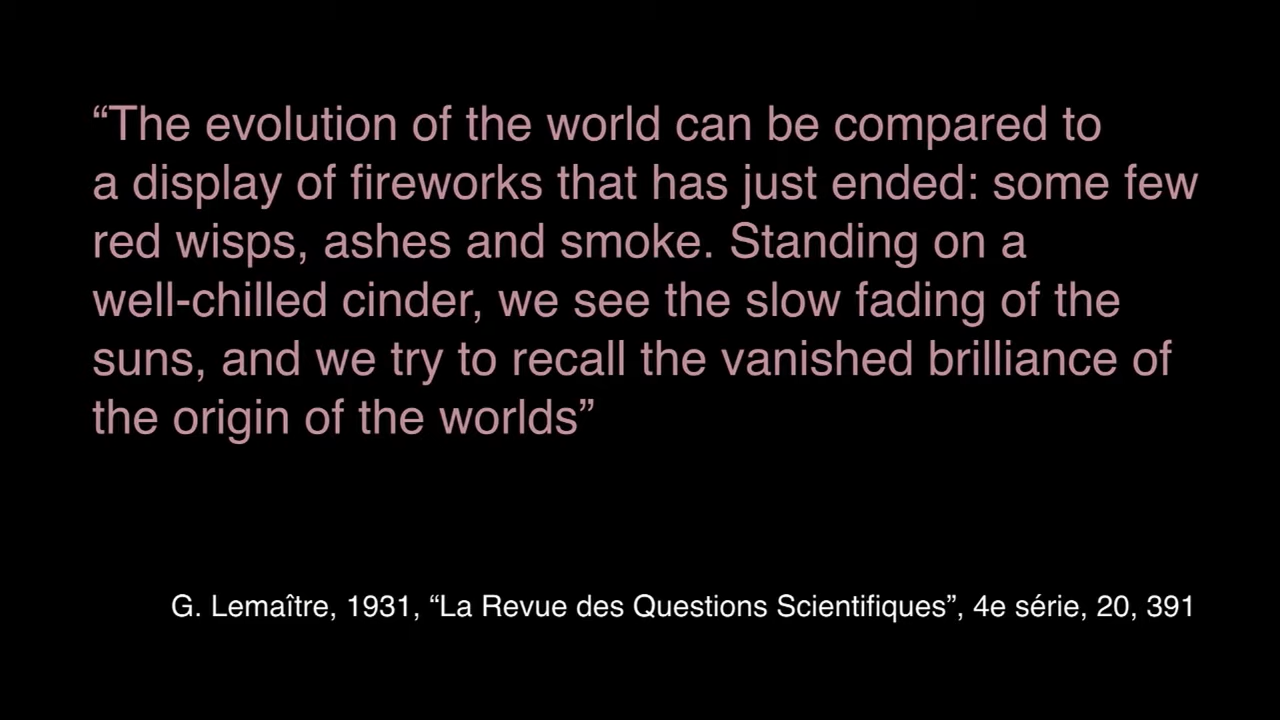 “The evolution of the world can be compared to
a display of fireworks that has just ended: some few
red wisps, ashes and smoke. Standing on a
well-chilled cinder, we see the slow fading of the
suns, and we try to recall the vanished brilliance of
the origin of the worlds”
G. Lemaître, 1931, “La Revue des Questions Scientifiques”, 4e série, 20, 391